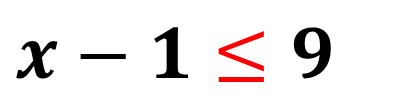 x − 1 ≤ 9